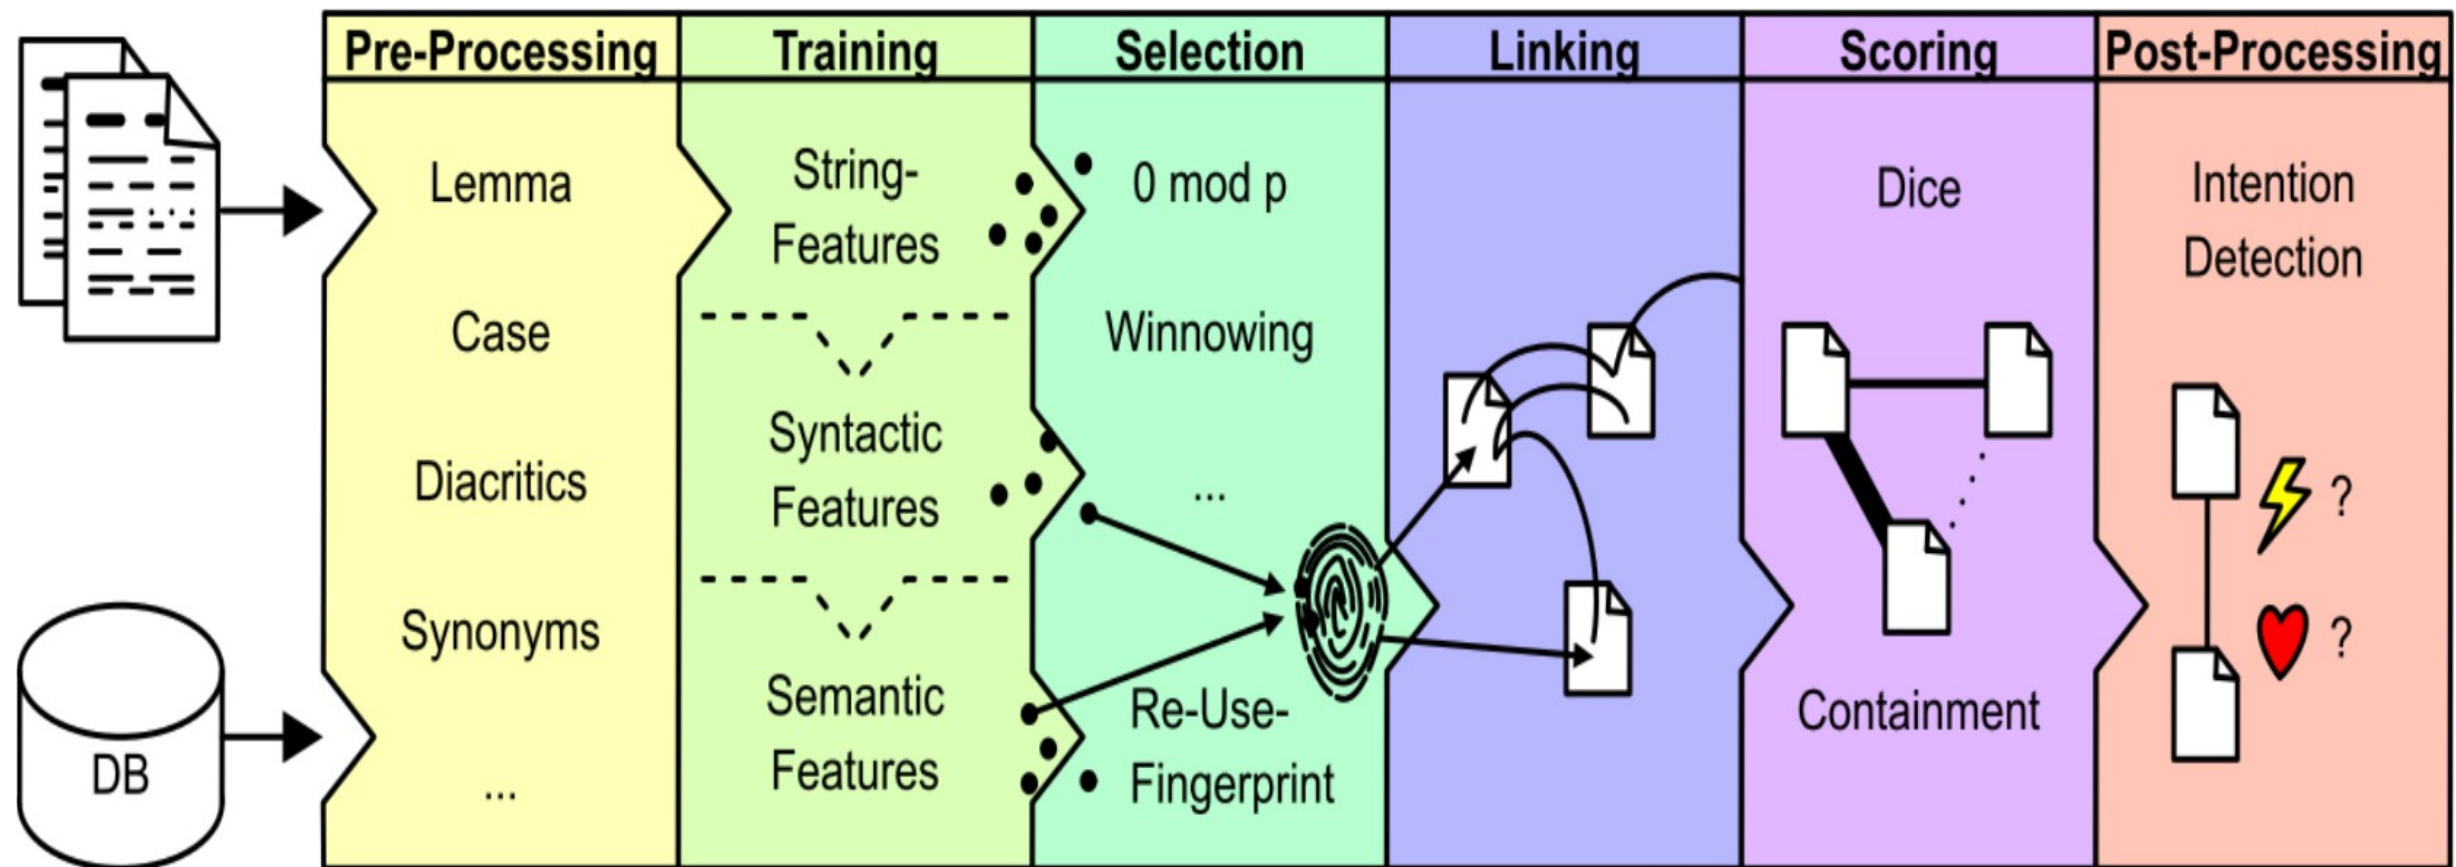 Pre-Processing
Training
Selection
Linking
Scoring
Post-Processing
Lemma
Case
Diacritics
Synonyms
...
String-
Features
Syntactic
Features
Semantic
Features
0 mod p
Winnowing
...
Re-Use-
Fingerprint
Dice
Containment
Intention
Detection
?
?
DB